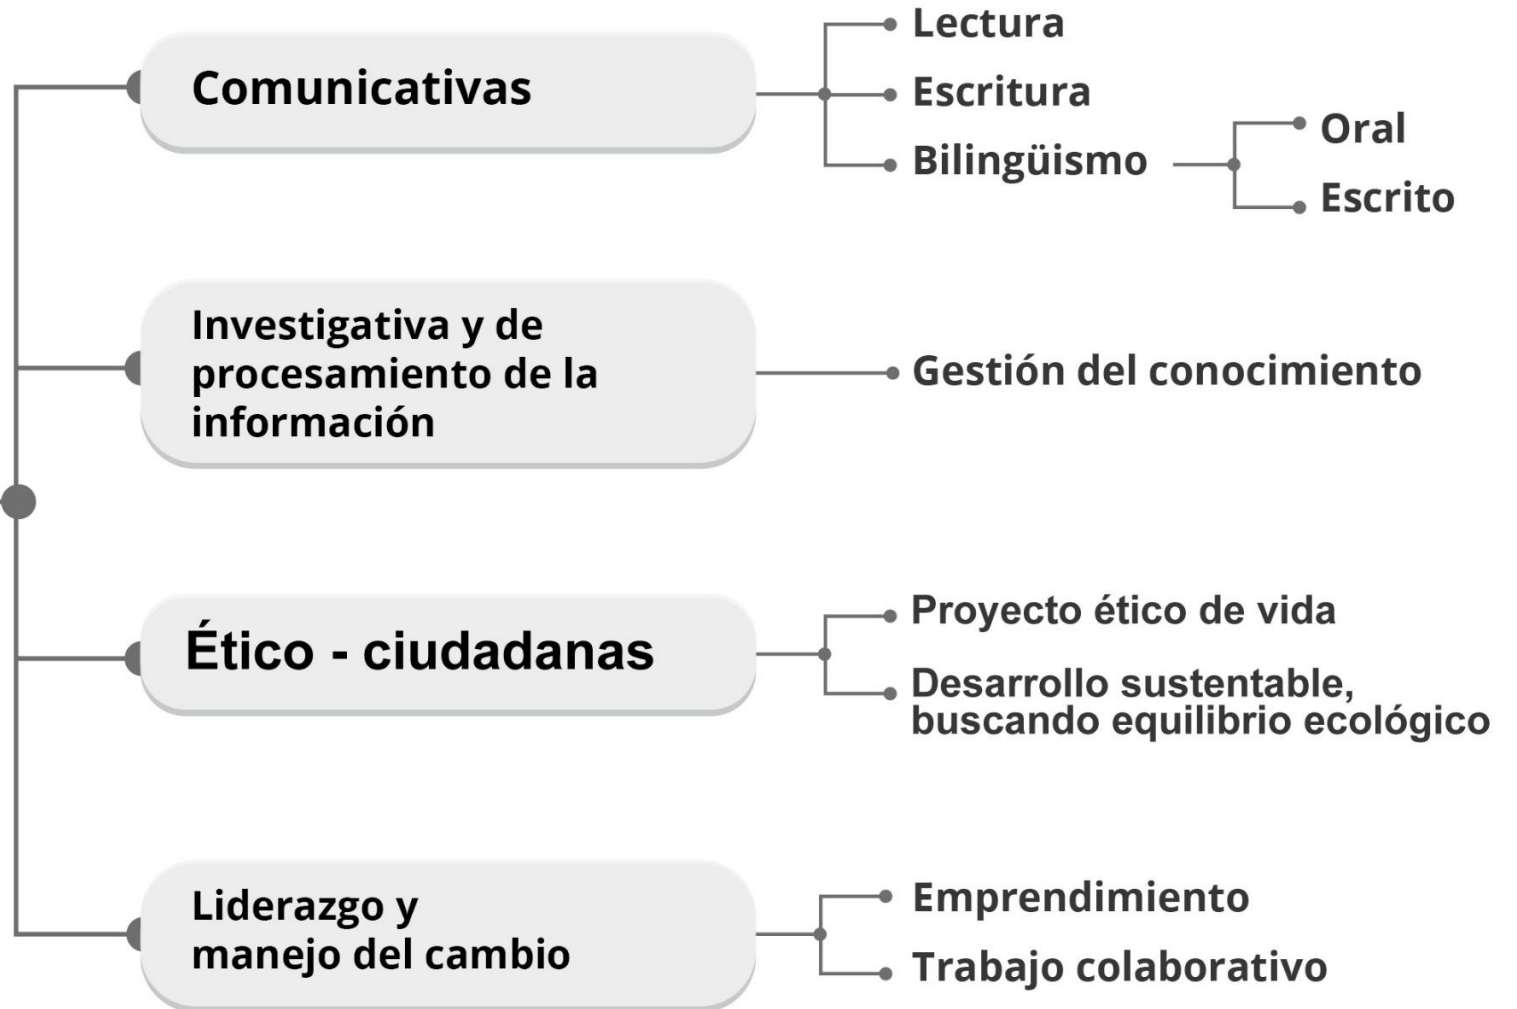 Comunicativas
Lectura
Escritura
Bilingüismo
Oral
Escrito
Investigativa y de
procesamiento de la
información
Gestión del conocimiento
Ético - ciudadanas
Proyecto ético de vida
Desarrollo sustentable,
buscando equilibrio ecológico
Liderazgo y
manejo del cambio
Emprendimiento
Trabajo colaborativo